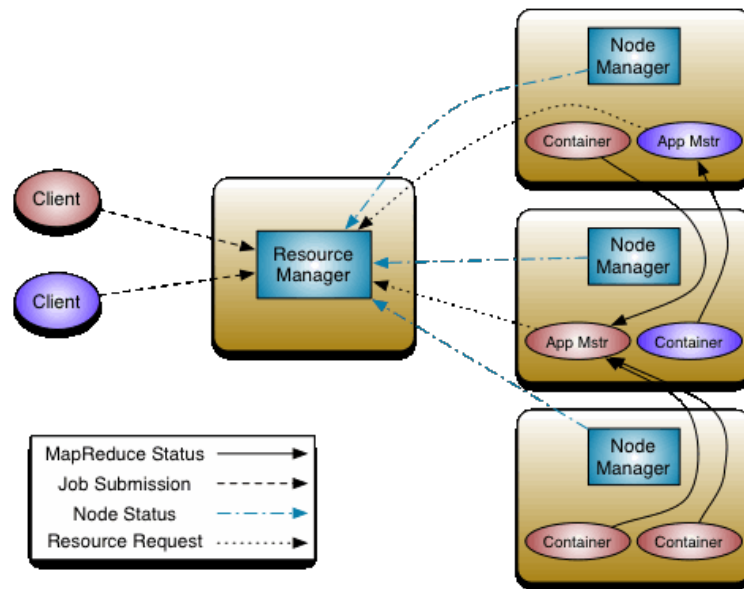 Node
Manager
Container
App Mstr
Client
Client
Resource
Manager
Node
Manager
App Mstr
Container
Node
Manager
Container
Container
MapReduce Status
Job Submission
Node Status
Resource Request